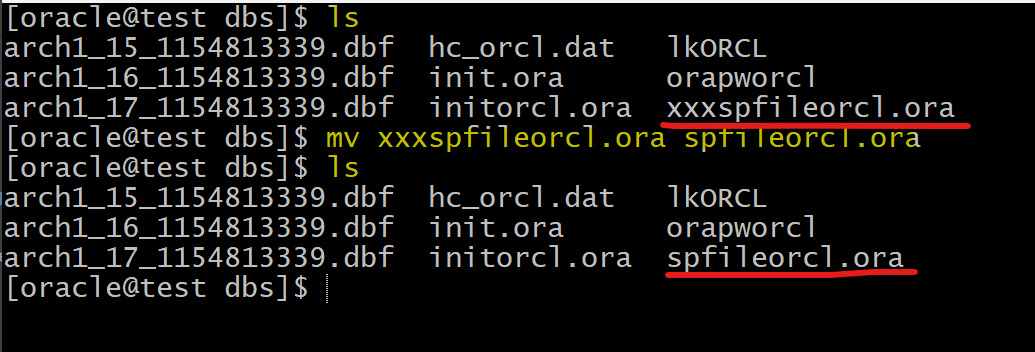 [oracle@test dbs]$ ls
arch1_15_1154813339.dbf  hc_orcl.dat   lkORCL
arch1_16_1154813339.dbf  init.ora      orapworcl
arch1_17_1154813339.dbf  initorcl.ora  xxxspfileorcl.ora
[oracle@test dbs]$ mv xxxspfileorcl.ora spfileorcl.ora
[oracle@test dbs]$ ls
arch1_15_1154813339.dbf  hc_orcl.dat   lkORCL
arch1_16_1154813339.dbf  init.ora      orapworcl
arch1_17_1154813339.dbf  initorcl.ora  spfileorcl.ora
[oracle@test dbs]$